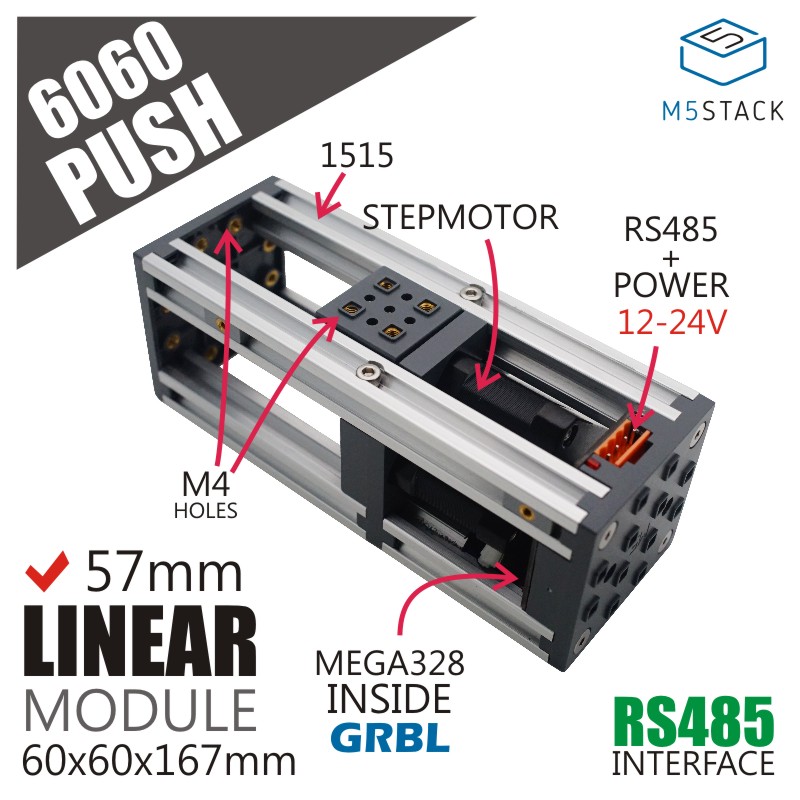 6060
PUSH
5
M5STACK
1515
STEPMOTOR
RS485
+
POWER
12-24V
M4
HOLES
57mm
LINEAR
MODULE
60x60x167mm
MEGA328
INSIDE
GRBL
RS485
INTERFACE